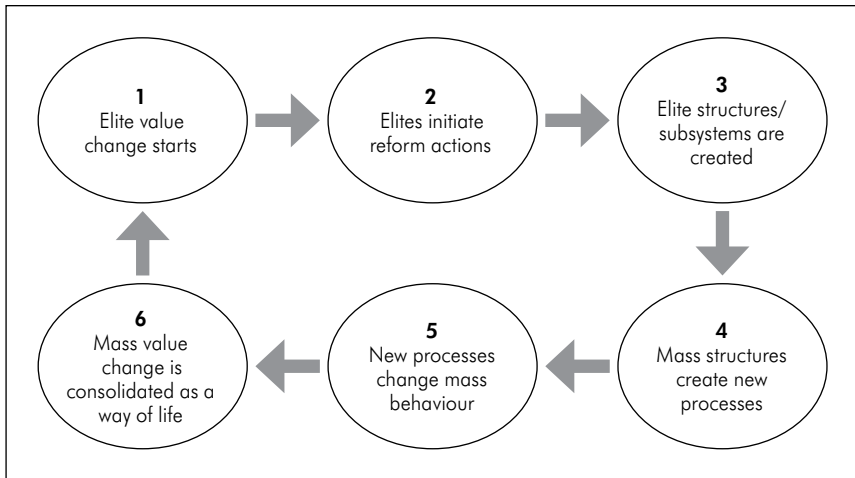 1
Elite value
change starts
2
Elites initiate
reform actions
3
Elite structures/
subsystems are
created
4
Mass structures
create new
processes
5
New processes
change mass
behaviour
6
Mass value
change is
consolidated as a
way of life